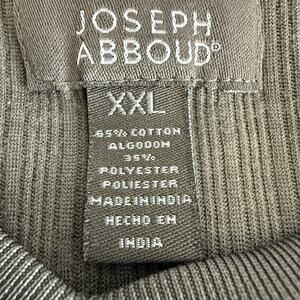 JOSEPH
ABBOUD®
XXL
65% COTTON
ALGODON
35%
POLYESTER
POLIESTER
MADE IN INDIA
HECHO EN
INDIA